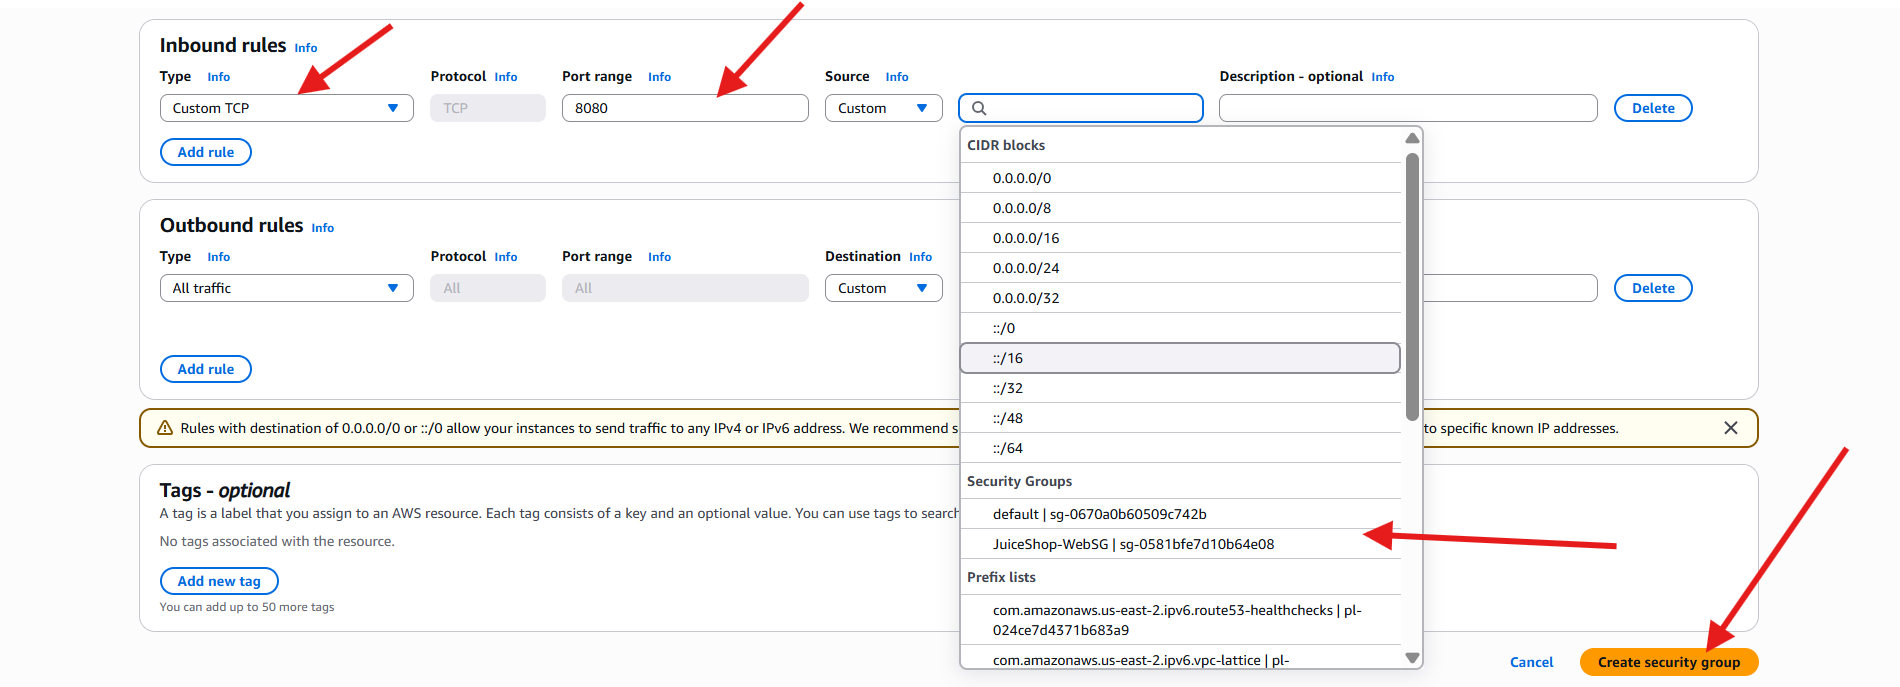 Inbound rules Info
Type Info Protocol Info Port range Info Source Info Description - optional Info
Custom TCP TCP 8080 Custom Delete
Add rule
CIDR blocks
0.0.0.0/0
0.0.0.0/8
0.0.0.0/16
0.0.0.0/24
0.0.0.0/32
::/0
::/16
::/32
::/48
::/64
Security Groups
default | sg-0670a0b60509c742b
JuiceShop-WebSG | sg-0581bfe7d10b64e08
Prefix lists
com.amazonaws.us-east-2.ipv6.route53-healthchecks | pl-
024ce7d4371b683a9
com.amazonaws.us-east-2.ipv6.vpc-lattice | pl-
Outbound rules Info
Type Info Protocol Info Port range Info Destination Info
All traffic All All Custom Delete
Add rule
Rules with destination of 0.0.0.0/0 or ::/0 allow your instances to send traffic to any IPv4 or IPv6 address. We recommend s to specific known IP addresses.
Tags - optional
A tag is a label that you assign to an AWS resource. Each tag consists of a key and an optional value. You can use tags to search
No tags associated with the resource.
Add new tag
You can add up to 50 more tags
Cancel Create security group